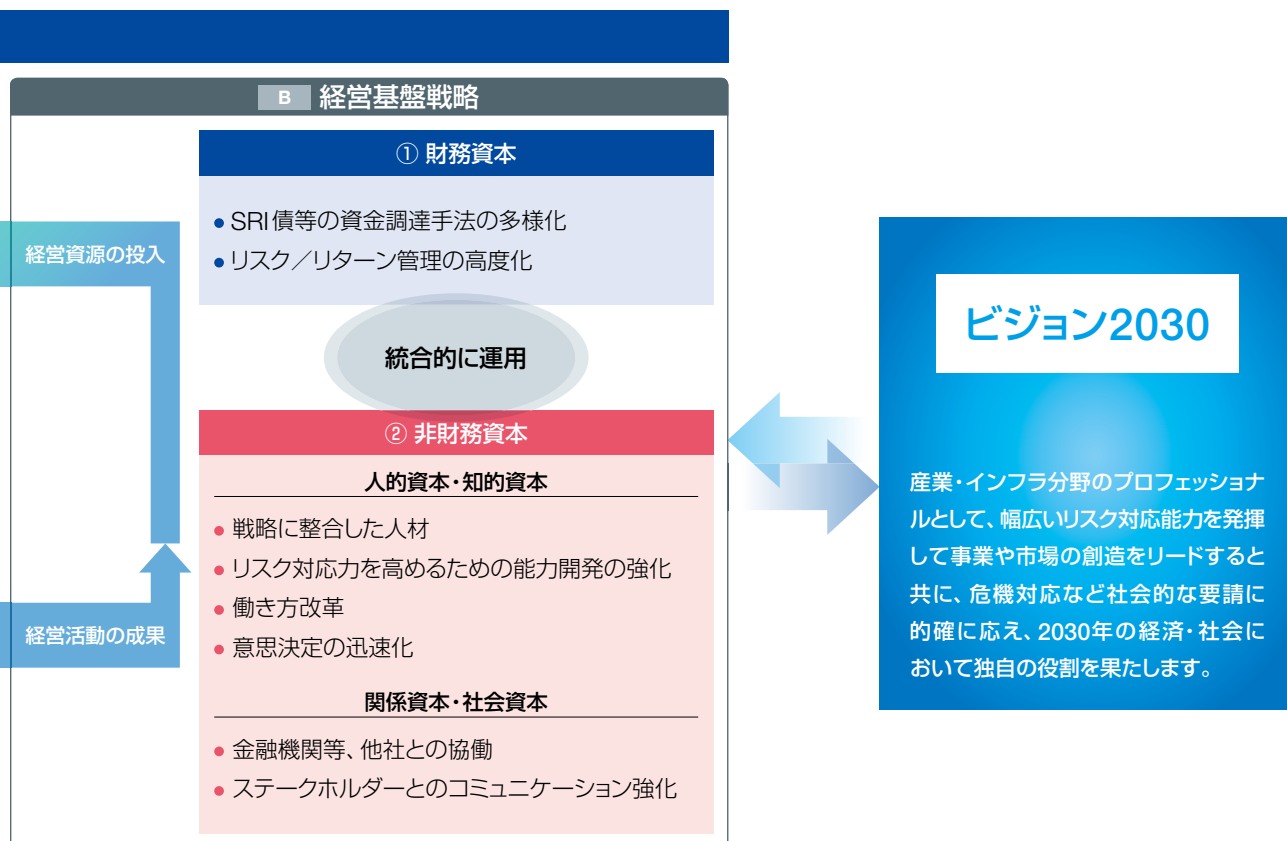 B 経営基盤戦略
① 財務資本
● SRI債等の資金調達手法の多様化
● リスク／リターン管理の高度化
経営資源の投入
統合的に運用
② 非財務資本
人的資本・知的資本
● 戦略に整合した人材
● リスク対応力を高めるための能力開発の強化
● 働き方改革
● 意思決定の迅速化
経営活動の成果
関係資本・社会資本
● 金融機関等、他社との協働
● ステークホルダーとのコミュニケーション強化
ビジョン2030
産業・インフラ分野のプロフェッショナ
ルとして、幅広いリスク対応能力を発揮
して事業や市場の創造をリードすると
共に、危機対応など社会的な要請に
的確に応え、2030年の経済・社会に
おいて独自の役割を果たします。